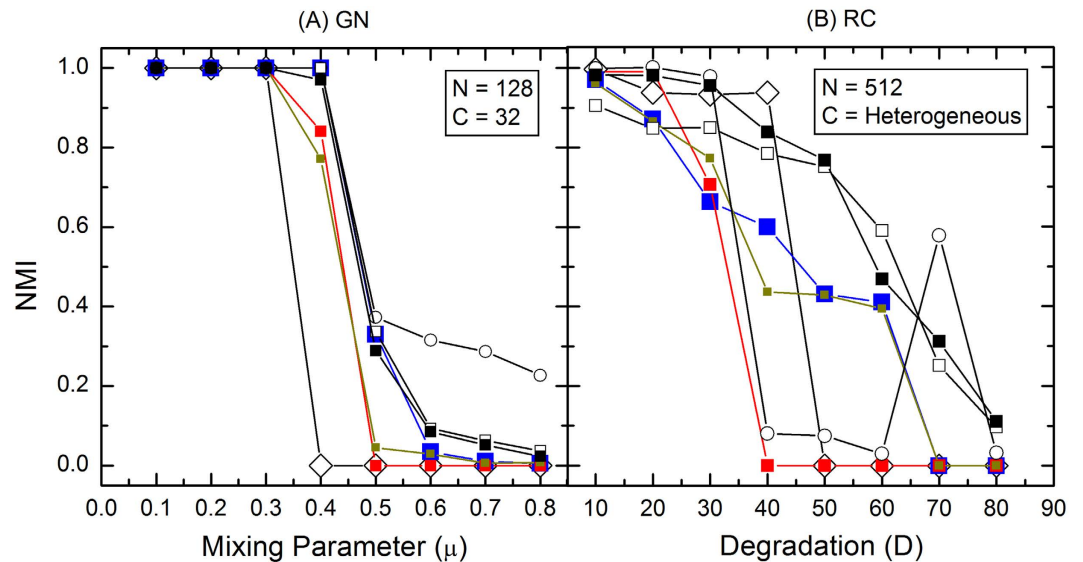 (A) GN
(B) RC
NMI
1.0
0.8
0.6
0.4
0.2
0.0
N = 128
C = 32
N = 512
C = Heterogeneous
0.0 0.1 0.2 0.3 0.4 0.5 0.6 0.7 0.8
10 20 30 40 50 60 70 80 90
Mixing Parameter (μ)
Degradation (D)